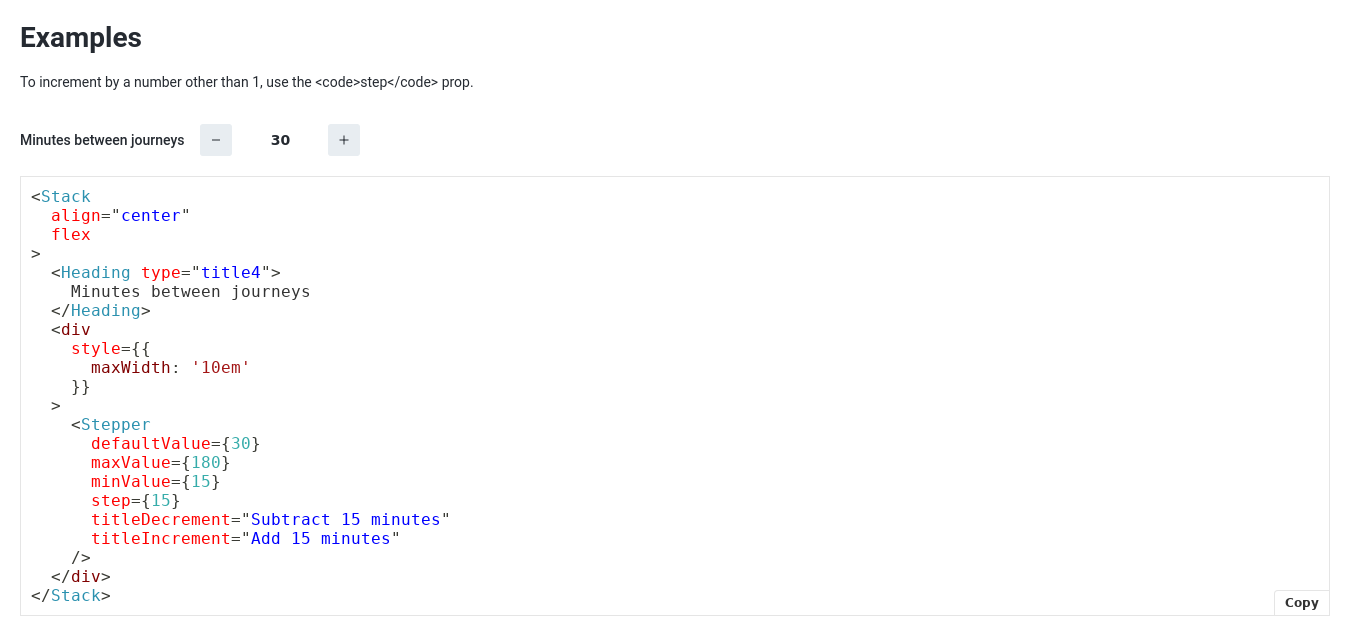 Examples
To increment by a number other than 1, use the <code>step</code> prop.
Minutes between journeys − 30 +
<Stack
  align="center"
  flex
>
  <Heading type="title4">
    Minutes between journeys
  </Heading>
  <div
    style={{
      maxWidth: '10em'
    }}
  >
    <Stepper
      defaultValue={30}
      maxValue={180}
      minValue={15}
      step={15}
      titleDecrement="Subtract 15 minutes"
      titleIncrement="Add 15 minutes"
    />
  </div>
</Stack>
Copy